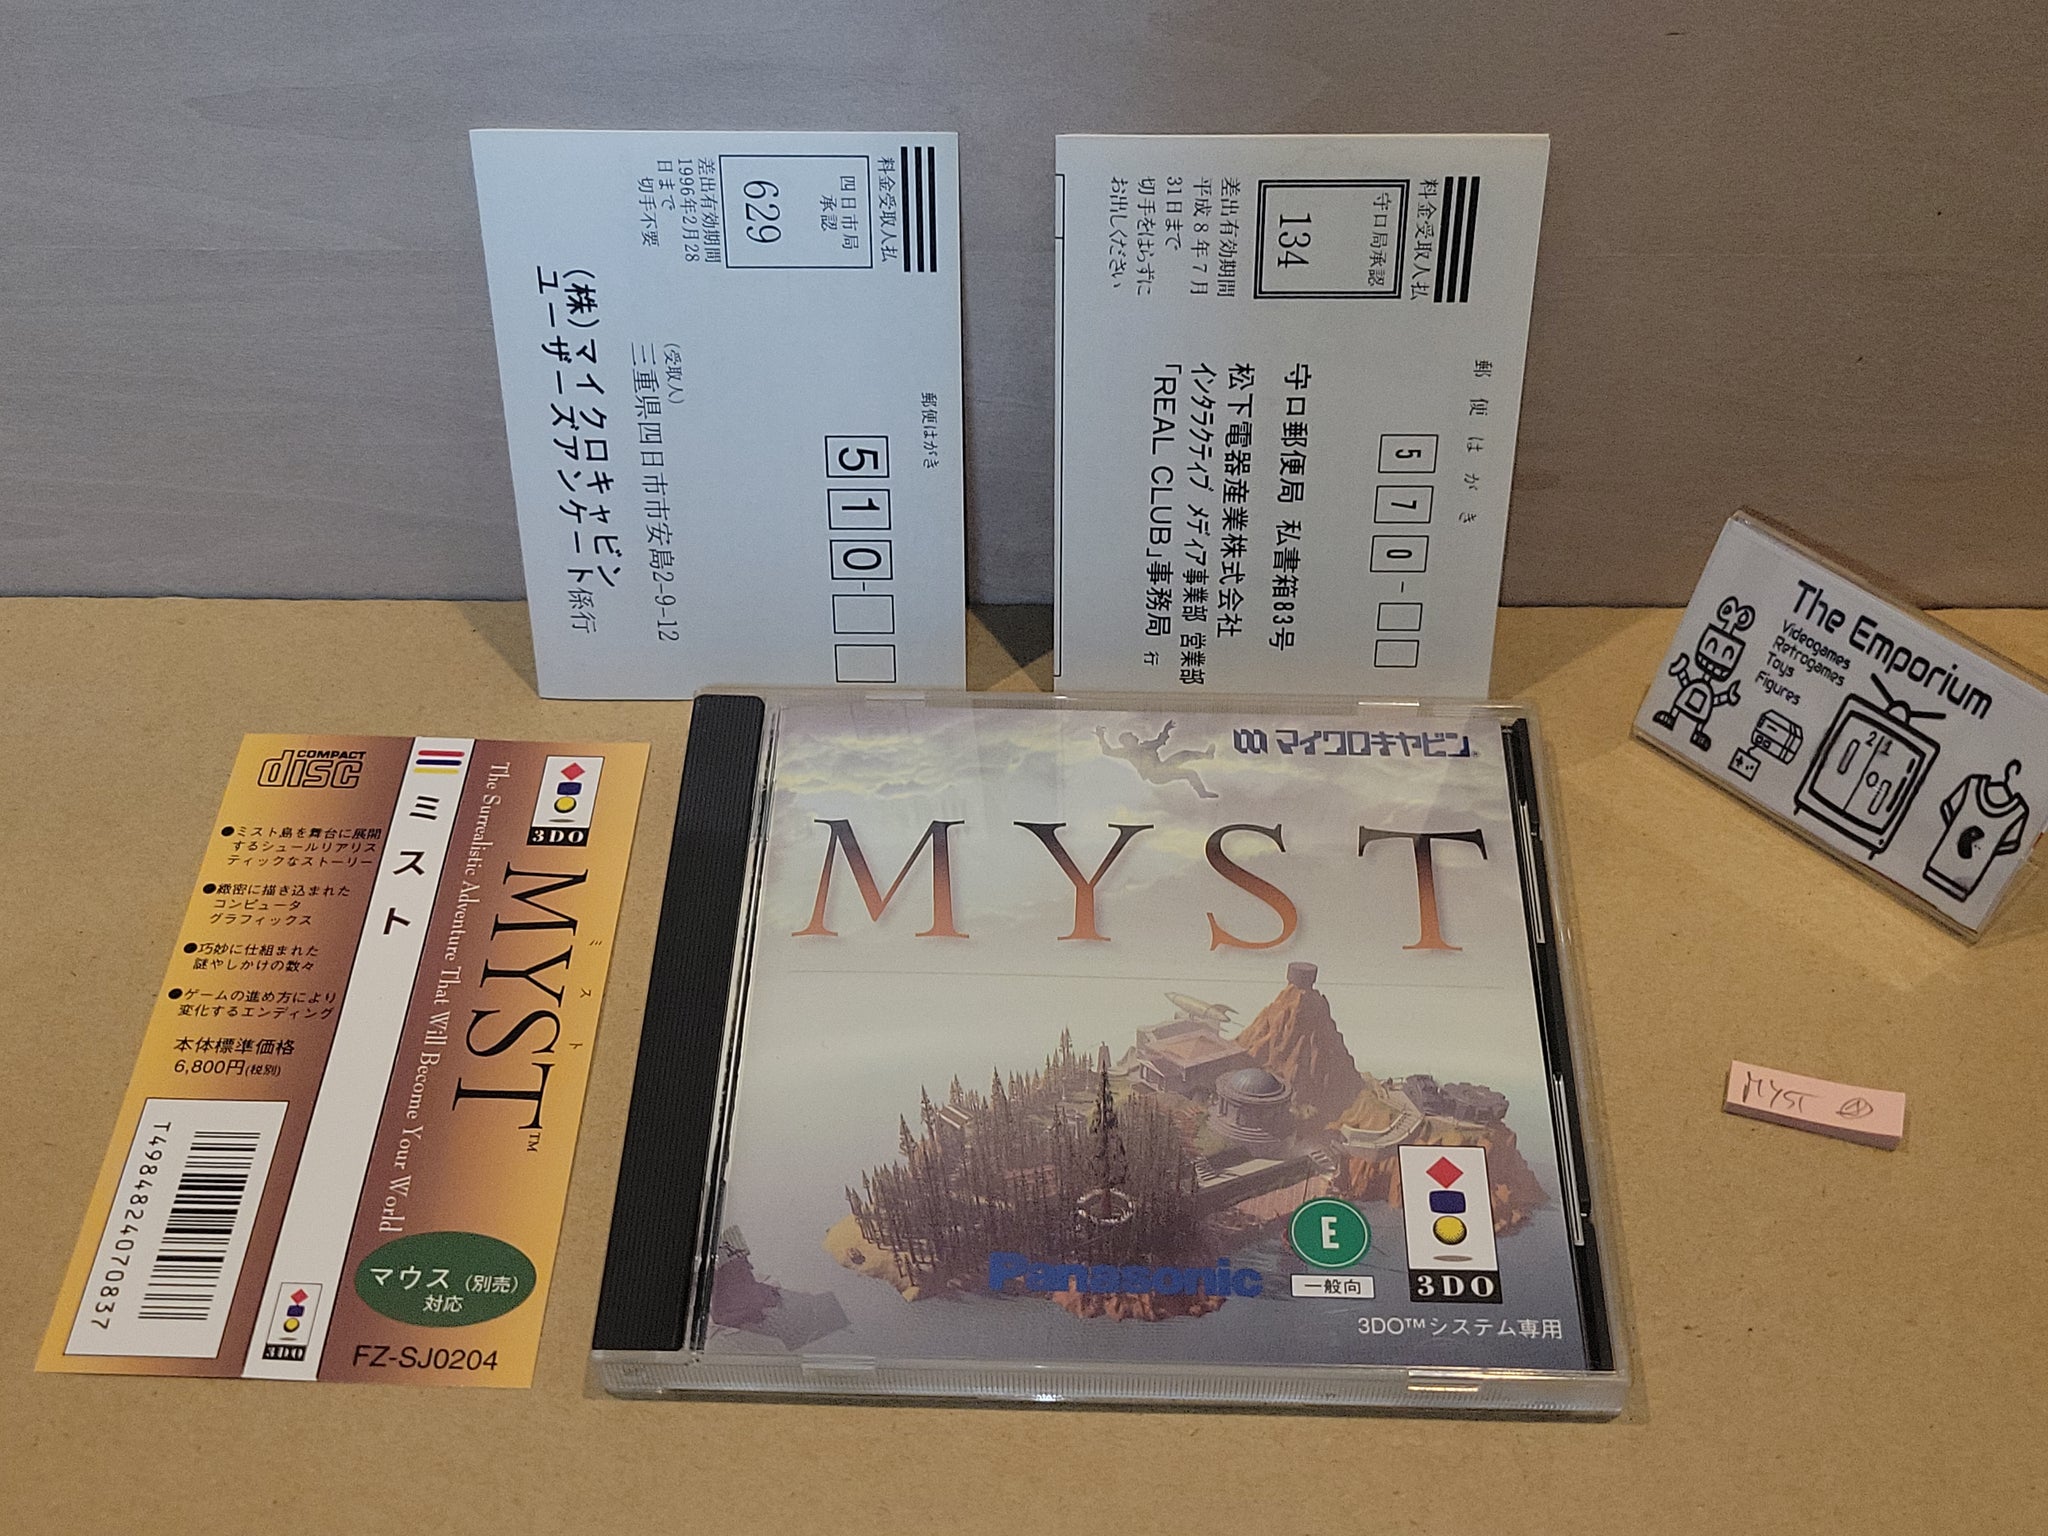 料金受取人払
四日市局
承認
629
差出有効期間
1996年2月28
日まで
切手不要
郵便はがき
510-
(受取人)
三重県四日市市安島2-9-12
(株)マイクロキャビン
ユーザーズアンケート係行
料金受取人払
守口局承認
134
差出有効期間
平成8年7月
31日まで
切手をはらずに
お出しください
郵便はがき
570-
守口郵便局 私書箱83号
松下電器産業株式会社
インタラクティブ メディア事業部 営業部
「REAL CLUB」事務局 行
The Emporium
Videogames
Retrogames
Toys
Figures
21
COMPACT
disc
●ミスト島を舞台に展開
するシュールリアリス
ティックなストーリー
●緻密に描き込まれた
コンピュータ
グラフィックス
●巧妙に仕組まれた
謎やしかけの数々
●ゲームの進め方により
変化するエンディング
本体標準価格
6,800円(税別)
T4984824070837
ミスト
3DO
3DO
MYST™
ミスト
The Surrealistic Adventure That Will Become Your World
マウス(別売)
対応
FZ-SJ0204
マイクロキャビン®
MYST
Panasonic
E
一般向
3DO
3DO™システム専用
MYST